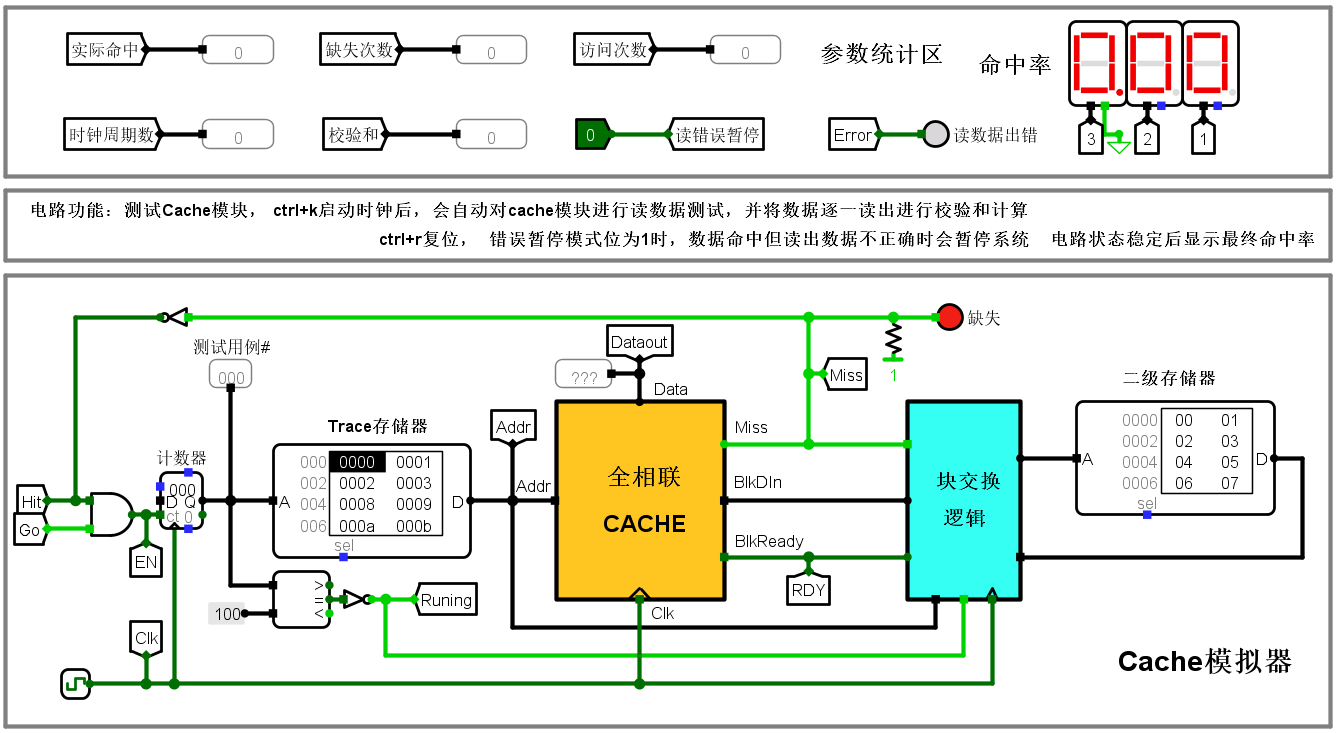 实际命中 0 缺失次数 0 访问次数 0 参数统计区 命中率 0.00
时钟周期数 0 校验和 0 0 读错误暂停 Error 读数据出错 3 2 1
电路功能：测试Cache模块， ctrl+k启动时钟后，会自动对cache模块进行读数据测试，并将数据逐一读出进行校验和计算
ctrl+r复位， 错误暂停模式位为1时，数据命中但读出数据不正确时会暂停系统 电路状态稳定后显示最终命中率
缺失
测试用例#
000
Dataout
???
Data
Miss
1
二级存储器
0000 00 01
0002 02 03
0004 04 05
0006 06 07
A
D
sel
Trace存储器
000 0000 0001
002 0002 0003
004 0008 0009
006 000a 000b
A
D
sel
Addr
Addr
计数器
000
D Q
ct 0
Hit
Go
EN
全相联
CACHE
Miss
BlkDIn
BlkReady
RDY
Clk
块交换
逻辑
>
=
<
100
Runing
Clk
Cache模拟器